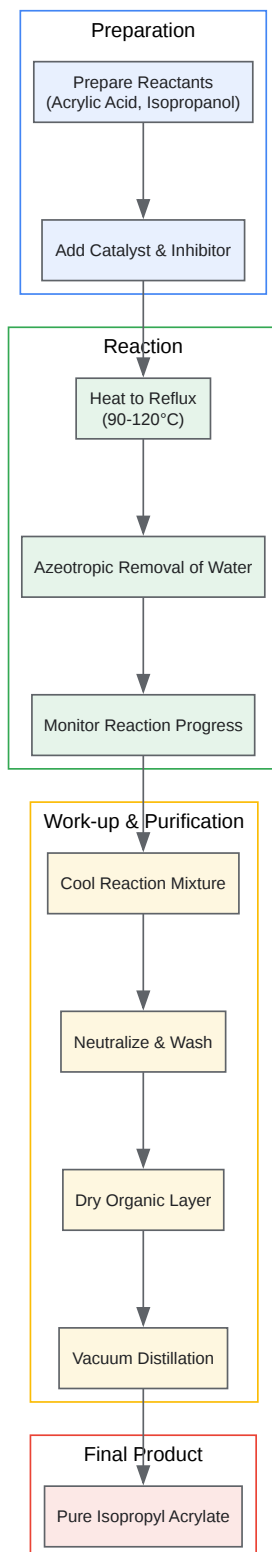 Preparation
Prepare Reactants
(Acrylic Acid, Isopropanol)
Add Catalyst & Inhibitor
Reaction
Heat to Reflux
(90-120°C)
Azeotropic Removal of Water
Monitor Reaction Progress
Work-up & Purification
Cool Reaction Mixture
Neutralize & Wash
Dry Organic Layer
Vacuum Distillation
Final Product
Pure Isopropyl Acrylate